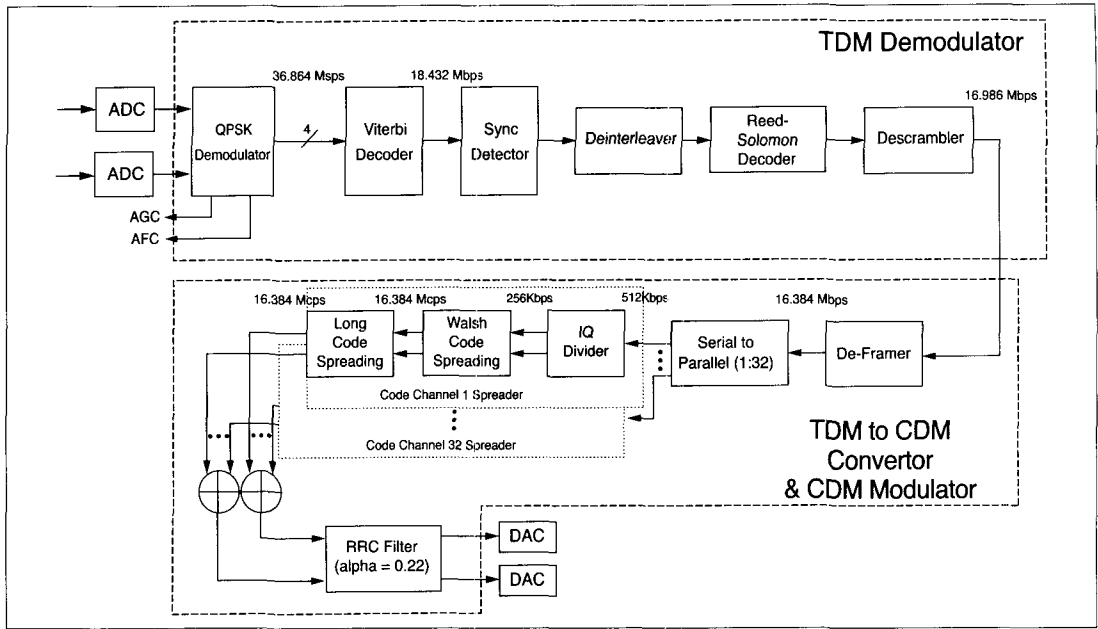 TDM Demodulator
36.864 Msps
18.432 Mbps
16.986 Mbps
ADC
ADC
QPSK
Demodulator
4
Viterbi
Decoder
Sync
Detector
Deinterleaver
Reed-
Solomon
Decoder
Descrambler
AGC
AFC
16.384 Mcps
16.384 Mcps
256Kbps
512Kbps
16.384 Mbps
Long
Code
Spreading
Walsh
Code
Spreading
IQ
Divider
Serial to
Parallel (1:32)
De-Framer
Code Channel 1 Spreader
Code Channel 32 Spreader
TDM to CDM
Convertor
& CDM Modulator
RRC Filter
(alpha = 0.22)
DAC
DAC